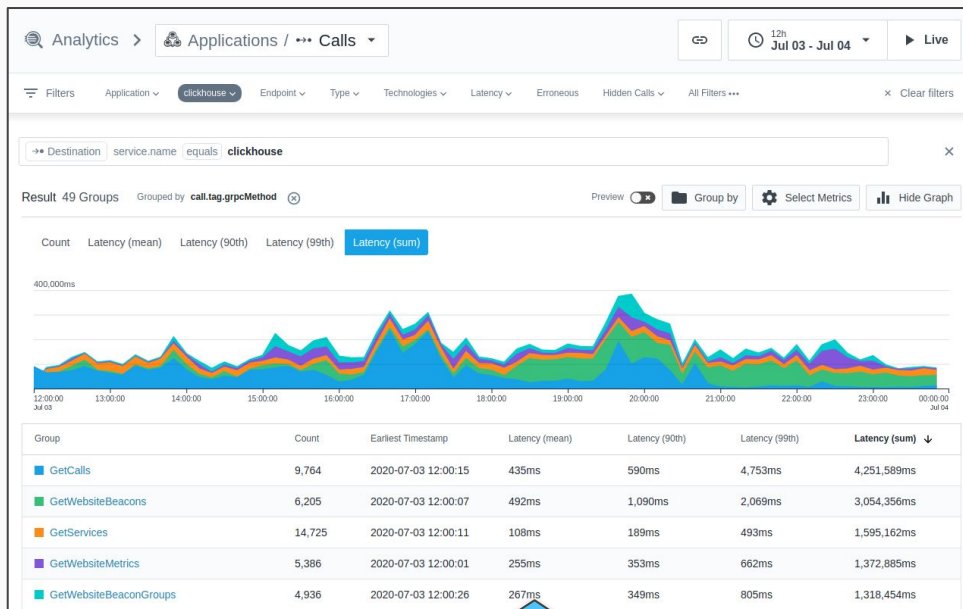 Analytics > Applications / Calls
12h
Jul 03 - Jul 04
Live
Filters Application clickhouse Endpoint Type Technologies Latency Erroneous Hidden Calls All Filters ••• × Clear filters
Destination service.name equals clickhouse ×
Result 49 Groups Grouped by call.tag.grpcMethod Preview Group by Select Metrics Hide Graph
Count Latency (mean) Latency (90th) Latency (99th) Latency (sum)
400,000ms
12:00:00 13:00:00 14:00:00 15:00:00 16:00:00 17:00:00 18:00:00 19:00:00 20:00:00 21:00:00 22:00:00 23:00:00 00:00:00
Jul 03 Jul 04
Group Count Earliest Timestamp Latency (mean) Latency (90th) Latency (99th) Latency (sum) ↓
GetCalls 9,764 2020-07-03 12:00:15 435ms 590ms 4,753ms 4,251,589ms
GetWebsiteBeacons 6,205 2020-07-03 12:00:07 492ms 1,090ms 2,069ms 3,054,356ms
GetServices 14,725 2020-07-03 12:00:11 108ms 189ms 493ms 1,595,162ms
GetWebsiteMetrics 5,386 2020-07-03 12:00:01 255ms 353ms 662ms 1,372,885ms
GetWebsiteBeaconGroups 4,936 2020-07-03 12:00:26 267ms 349ms 805ms 1,318,454ms